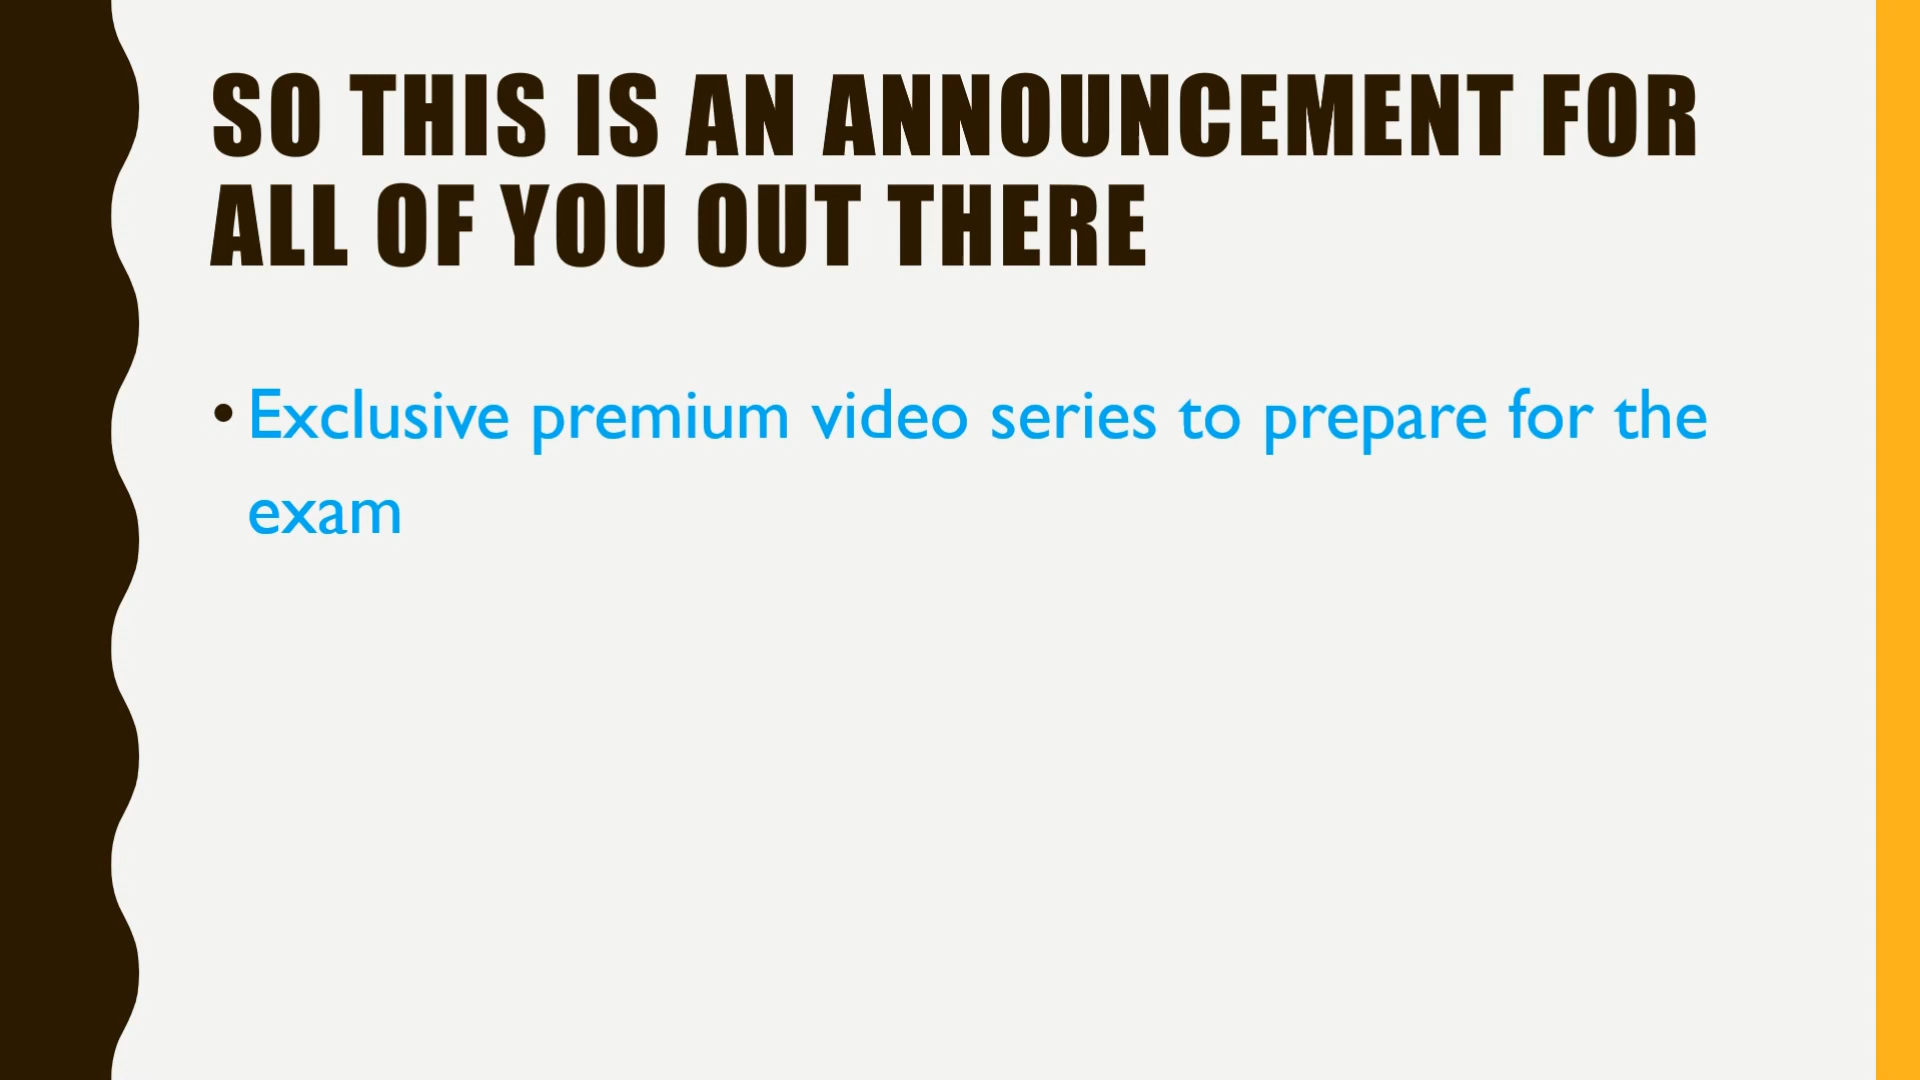 SO THIS IS AN ANNOUNCEMENT FOR
ALL OF YOU OUT THERE
• Exclusive premium video series to prepare for the
exam